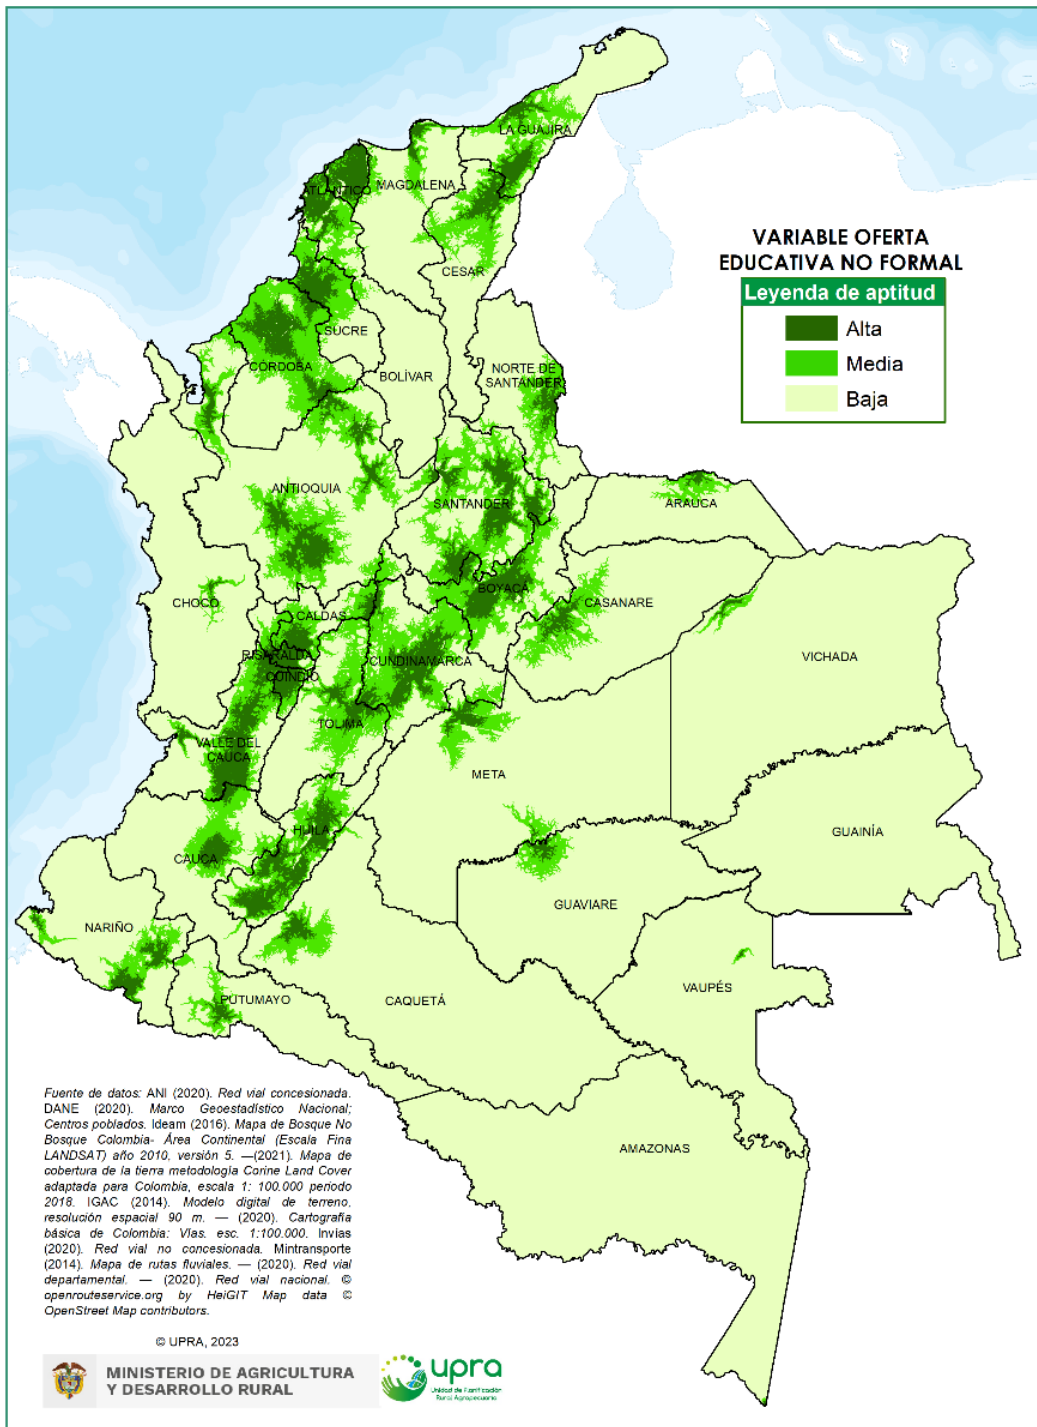 LA GUAJIRA
ATLÁNTICO
MAGDALENA
CESAR
SUCRE
CÓRDOBA
BOLÍVAR
NORTE DE
SANTANDER
ANTIOQUIA
SANTANDER
ARAUCA
CHOCO
CALDAS
BOYACÁ
CASANARE
RISARALDA
QUINDIO
CUNDINAMARCA
VICHADA
TOLIMA
VALLE DEL
CAUCA
META
HUILA
GUAINÍA
CAUCA
GUAVIARE
NARIÑO
PUTUMAYO
CAQUETÁ
VAUPÉS
AMAZONAS
VARIABLE OFERTA
EDUCATIVA NO FORMAL
Leyenda de aptitud
Alta
Media
Baja
Fuente de datos: ANI (2020). Red vial concesionada.
DANE (2020). Marco Geoestadístico Nacional;
Centros poblados. Ideam (2016). Mapa de Bosque No
Bosque Colombia- Área Continental (Escala Fina
LANDSAT) año 2010, versión 5. —(2021). Mapa de
cobertura de la tierra metodología Corine Land Cover
adaptada para Colombia, escala 1: 100.000 periodo
2018. IGAC (2014). Modelo digital de terreno,
resolución espacial 90 m. — (2020). Cartografía
básica de Colombia: Vías. esc. 1:100.000. Invias
(2020). Red vial no concesionada. Mintransporte
(2014). Mapa de rutas fluviales. — (2020). Red vial
departamental. — (2020). Red vial nacional. ©
openrouteservice.org by HeiGIT Map data ©
OpenStreet Map contributors.
© UPRA, 2023
MINISTERIO DE AGRICULTURA
Y DESARROLLO RURAL
upra
Unidad de Planificación
Rural Agropecuaria